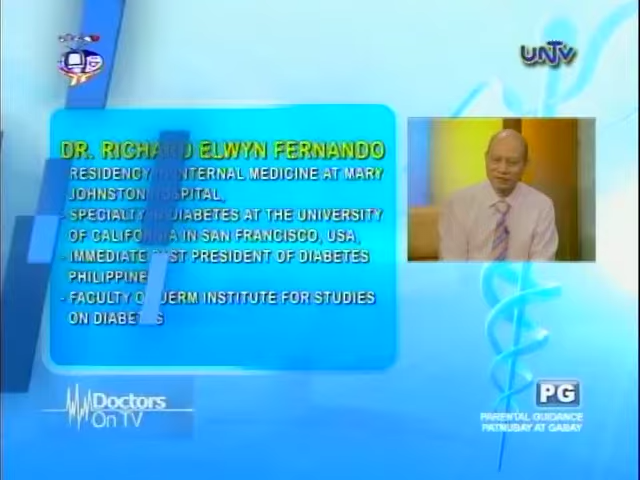 UNTV
DR. RICHARD ELWYN FERNANDO
RESIDENCY IN INTERNAL MEDICINE AT MARY
JOHNSTON HOSPITAL,
- SPECIALTY IN DIABETES AT THE UNIVERSITY
OF CALIFORNIA IN SAN FRANCISCO, USA,
- IMMEDIATE PAST PRESIDENT OF DIABETES
PHILIPPINE
- FACULTY OF JERM INSTITUTE FOR STUDIES
ON DIABETES
Doctors
On TV
PG
PARENTAL GUIDANCE
PATNUBAY AT GABAY